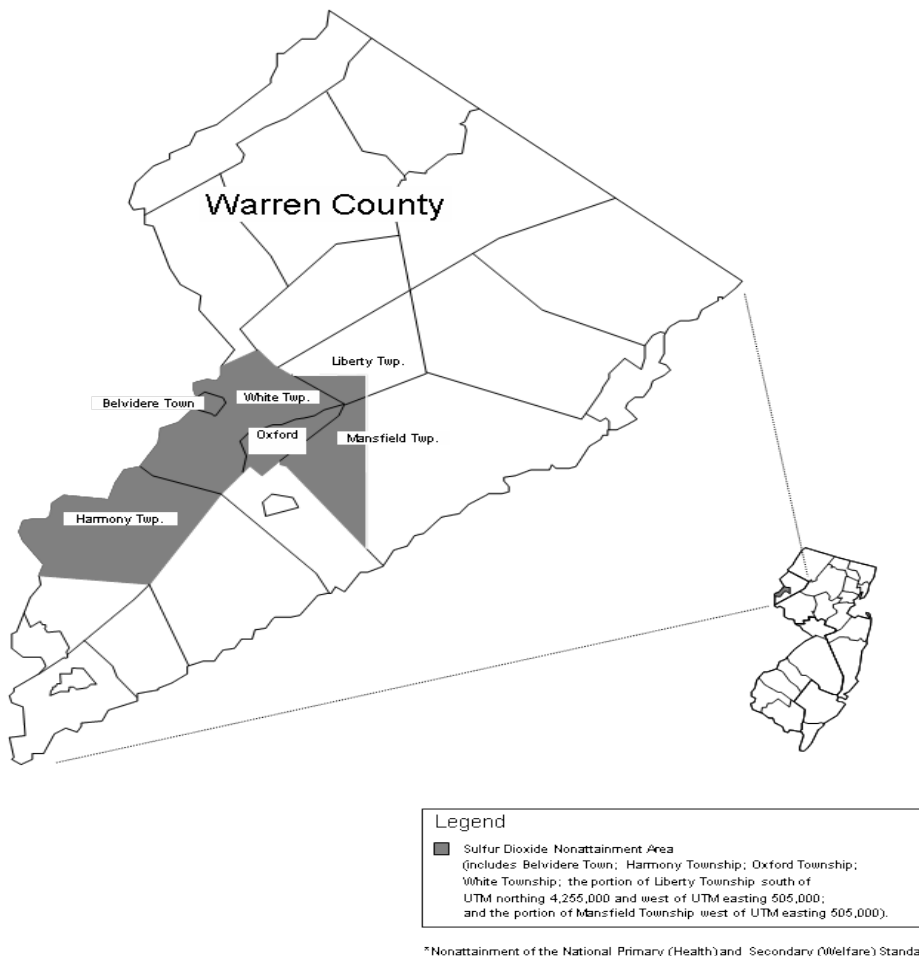 Warren County
Liberty Twp.
Belvidere Town
White Twp.
Oxford
Mansfield Twp.
Harmony Twp.
Legend
Sulfur Dioxide Nonattainment Area
(includes Belvidere Town; Harmony Township; Oxford Township;
White Township; the portion of Liberty Township south of
UTM northing 4,255,000 and west of UTM easting 505,000;
and the portion of Mansfield Township west of UTM easting 505,000).
*Nonattainment of the National Primary (Health) and Secondary (Welfare) Standa